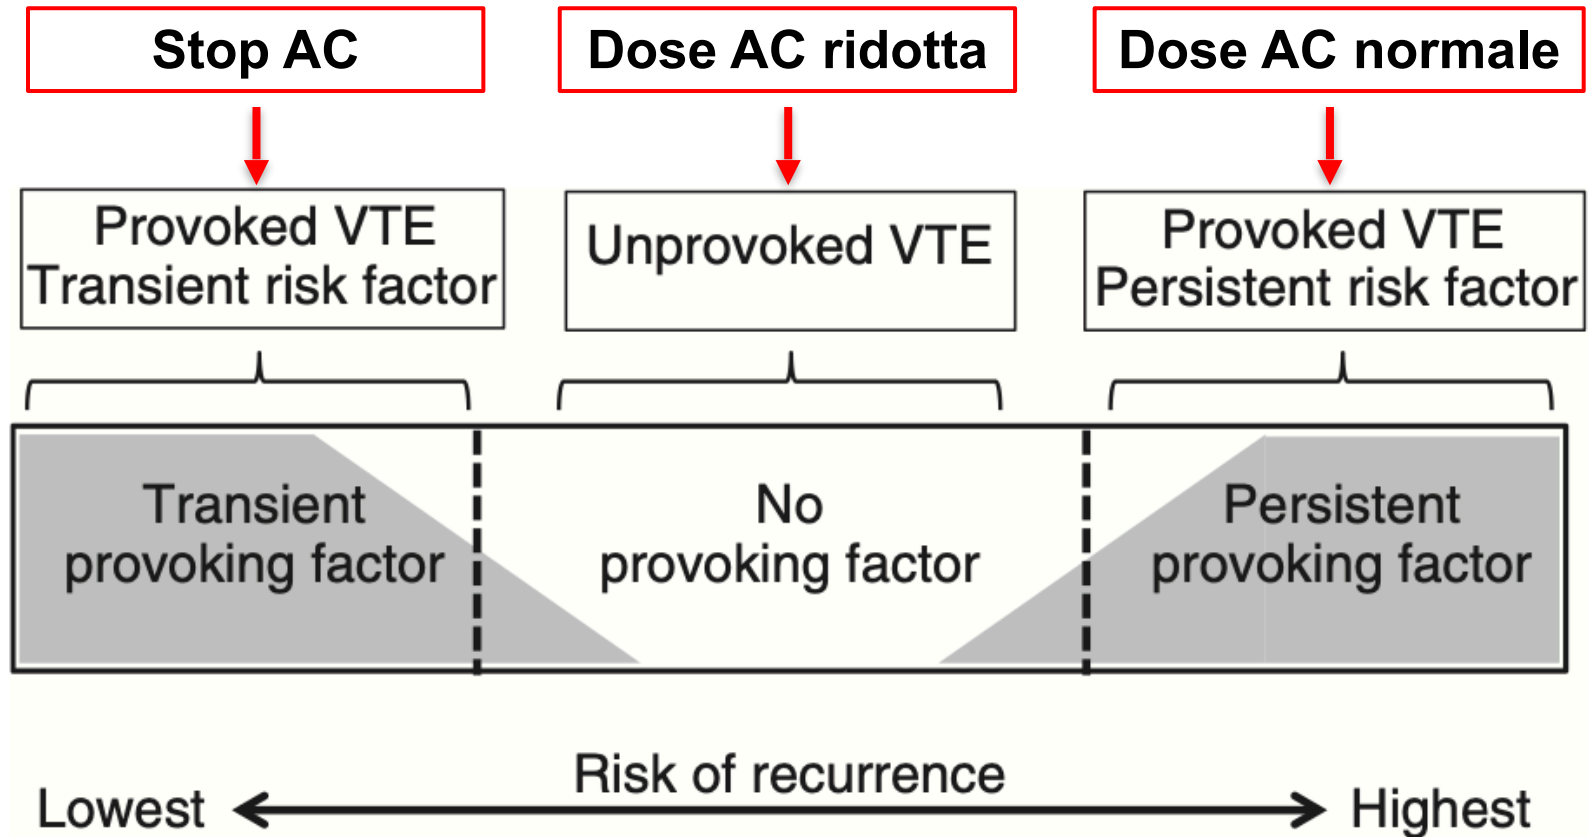 Stop AC
Dose AC ridotta
Dose AC normale
Provoked VTE
Transient risk factor
Unprovoked VTE
Provoked VTE
Persistent risk factor
Transient
provoking factor
No
provoking factor
Persistent
provoking factor
Risk of recurrence
Lowest
Highest